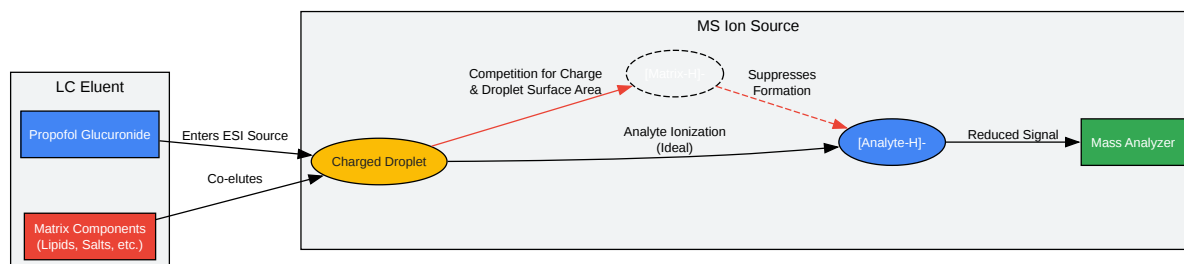 MS Ion Source
LC Eluent
Propofol Glucuronide
Matrix Components
(Lipids, Salts, etc.)
Enters ESI Source
Co-elutes
Charged Droplet
Competition for Charge
& Droplet Surface Area
[Matrix-H]-
Suppresses
Formation
Analyte Ionization
(Ideal)
[Analyte-H]-
Reduced Signal
Mass Analyzer